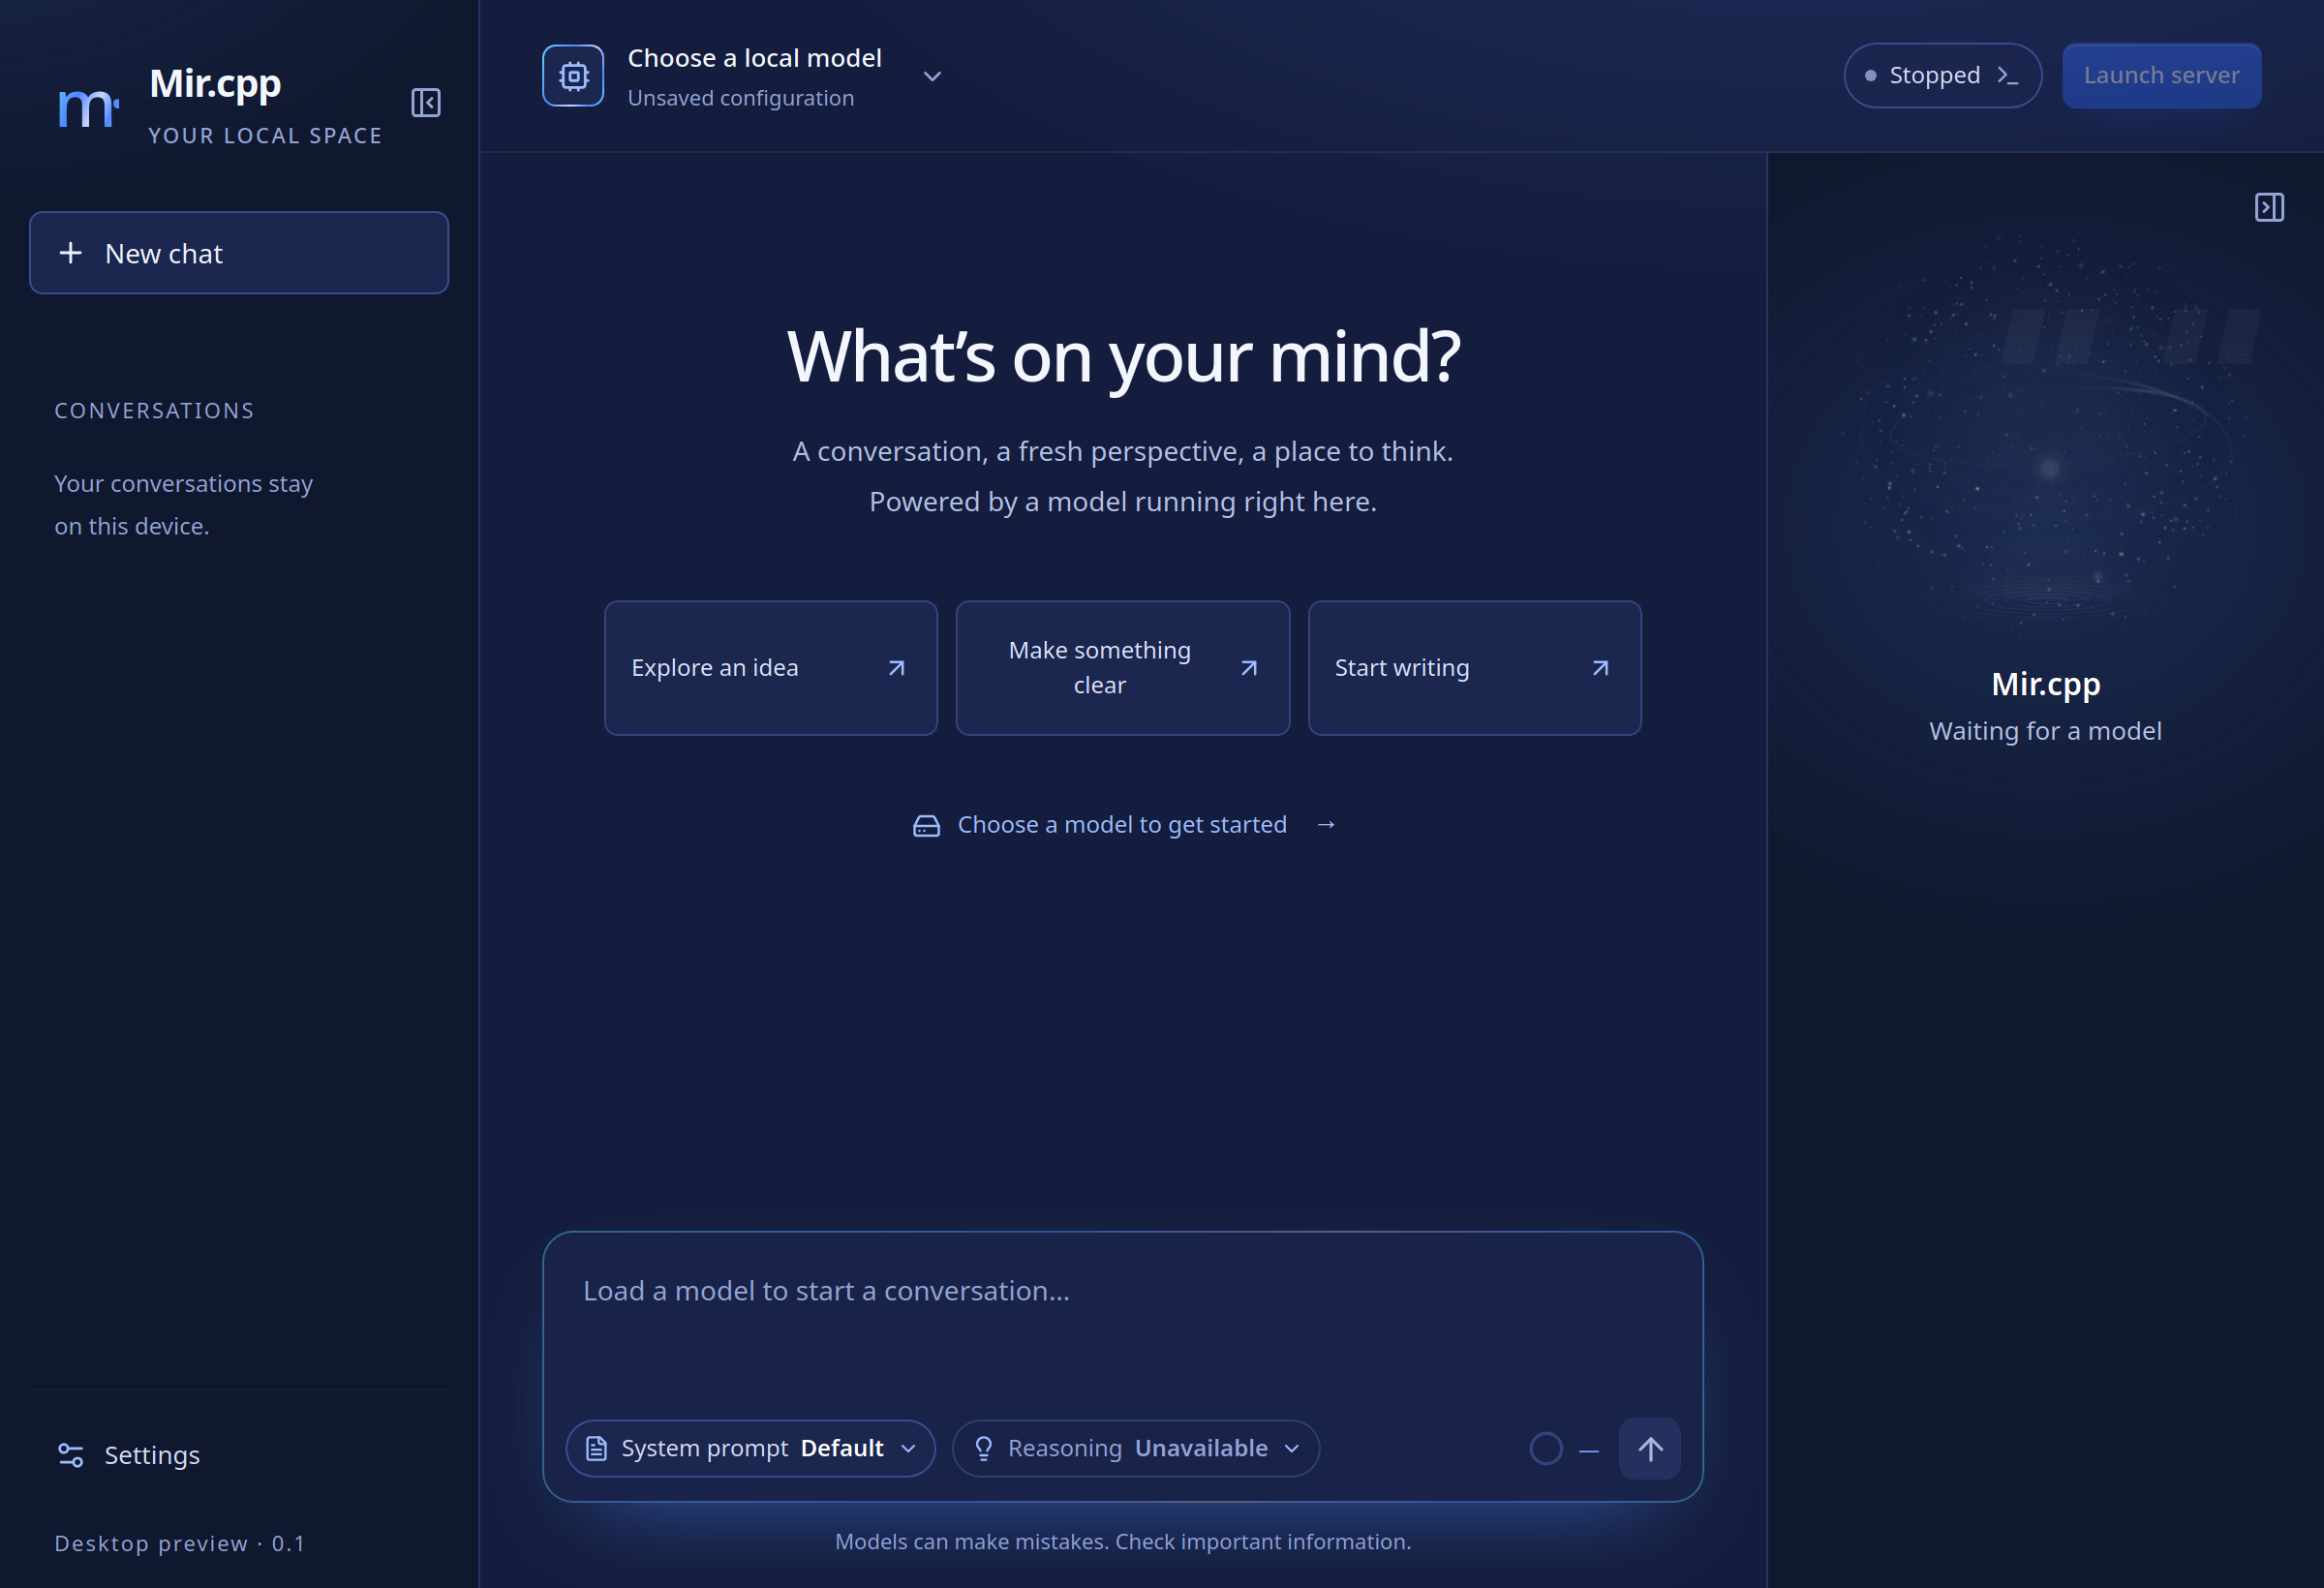 m
Mir.cpp
YOUR LOCAL SPACE
New chat
CONVERSATIONS
Your conversations stay
on this device.
Settings
Desktop preview · 0.1
Choose a local model
Unsaved configuration
Stopped
Launch server
What’s on your mind?
A conversation, a fresh perspective, a place to think.
Powered by a model running right here.
Explore an idea
Make something
clear
Start writing
Choose a model to get started →
Load a model to start a conversation...
System prompt Default
Reasoning Unavailable
—
Models can make mistakes. Check important information.
Mir.cpp
Waiting for a model